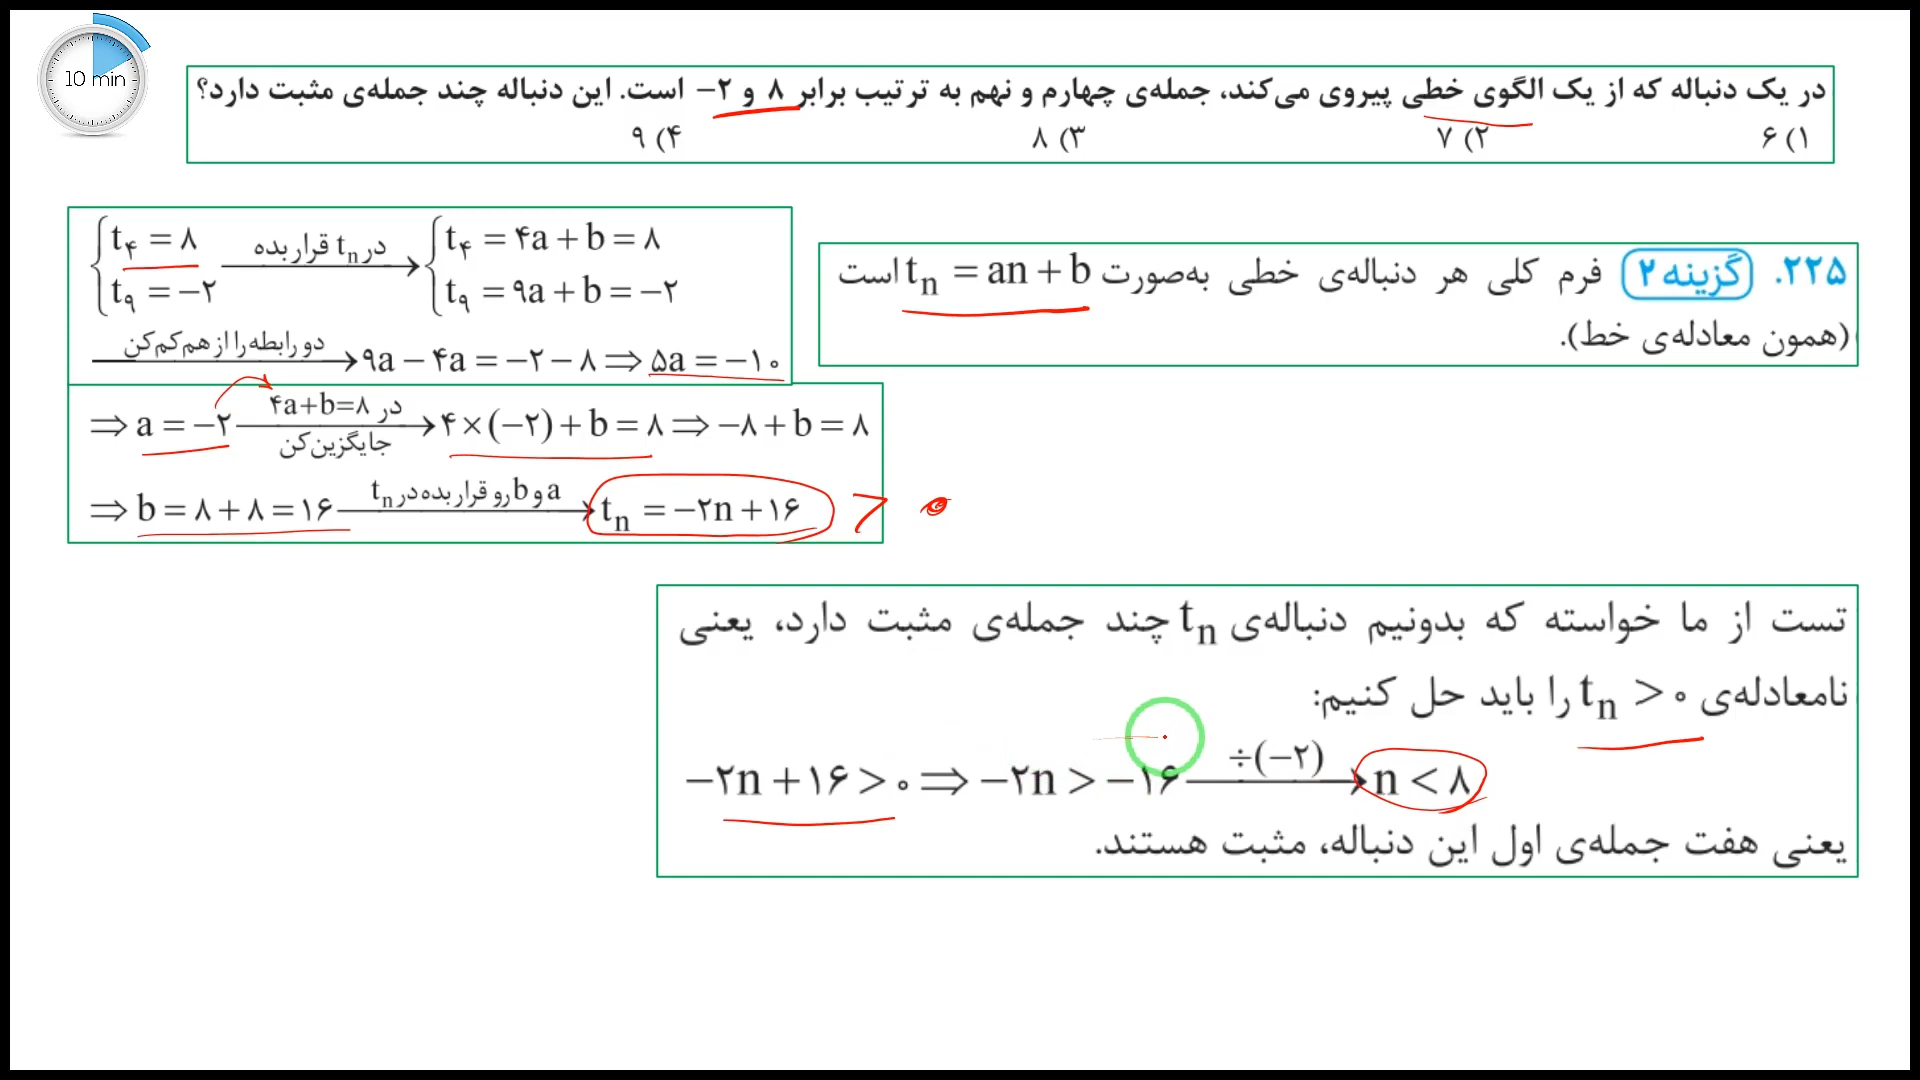 10 min
در یک دنباله که از یک الگوی خطی پیروی می‌کند، جمله‌ی چهارم و نهم به ترتیب برابر ۸ و ۲− است. این دنباله چند جمله‌ی مثبت دارد؟
۱) ۶ ۲) ۷ ۳) ۸ ۴) ۹
۲۲۵. گزینه ۲ فرم کلی هر دنباله‌ی خطی به‌صورت tn = an + b است
(همون معادله‌ی خط).
t۴ = ۸ در tn قرار بده t۴ = ۴a + b = ۸
t۹ = −۲ t۹ = ۹a + b = −۲
دو رابطه را از هم کم کن → ۹a − ۴a = −۲ − ۸ ⇒ ۵a = −۱۰
⇒ a = −۲ در ۴a+b=۸ جایگزین کن → ۴×(−۲)+b = ۸ ⇒ −۸+b = ۸
⇒ b = ۸+۸ = ۱۶ a و b رو قرار بده در tn → tn = −۲n+۱۶ > 0
تست از ما خواسته که بدونیم دنباله‌ی tn چند جمله‌ی مثبت دارد، یعنی
نامعادله‌ی tn > ۰ را باید حل کنیم:
−۲n+۱۶ > ۰ ⇒ −۲n > −۱۶ ÷(−۲) → n < ۸
یعنی هفت جمله‌ی اول این دنباله، مثبت هستند.